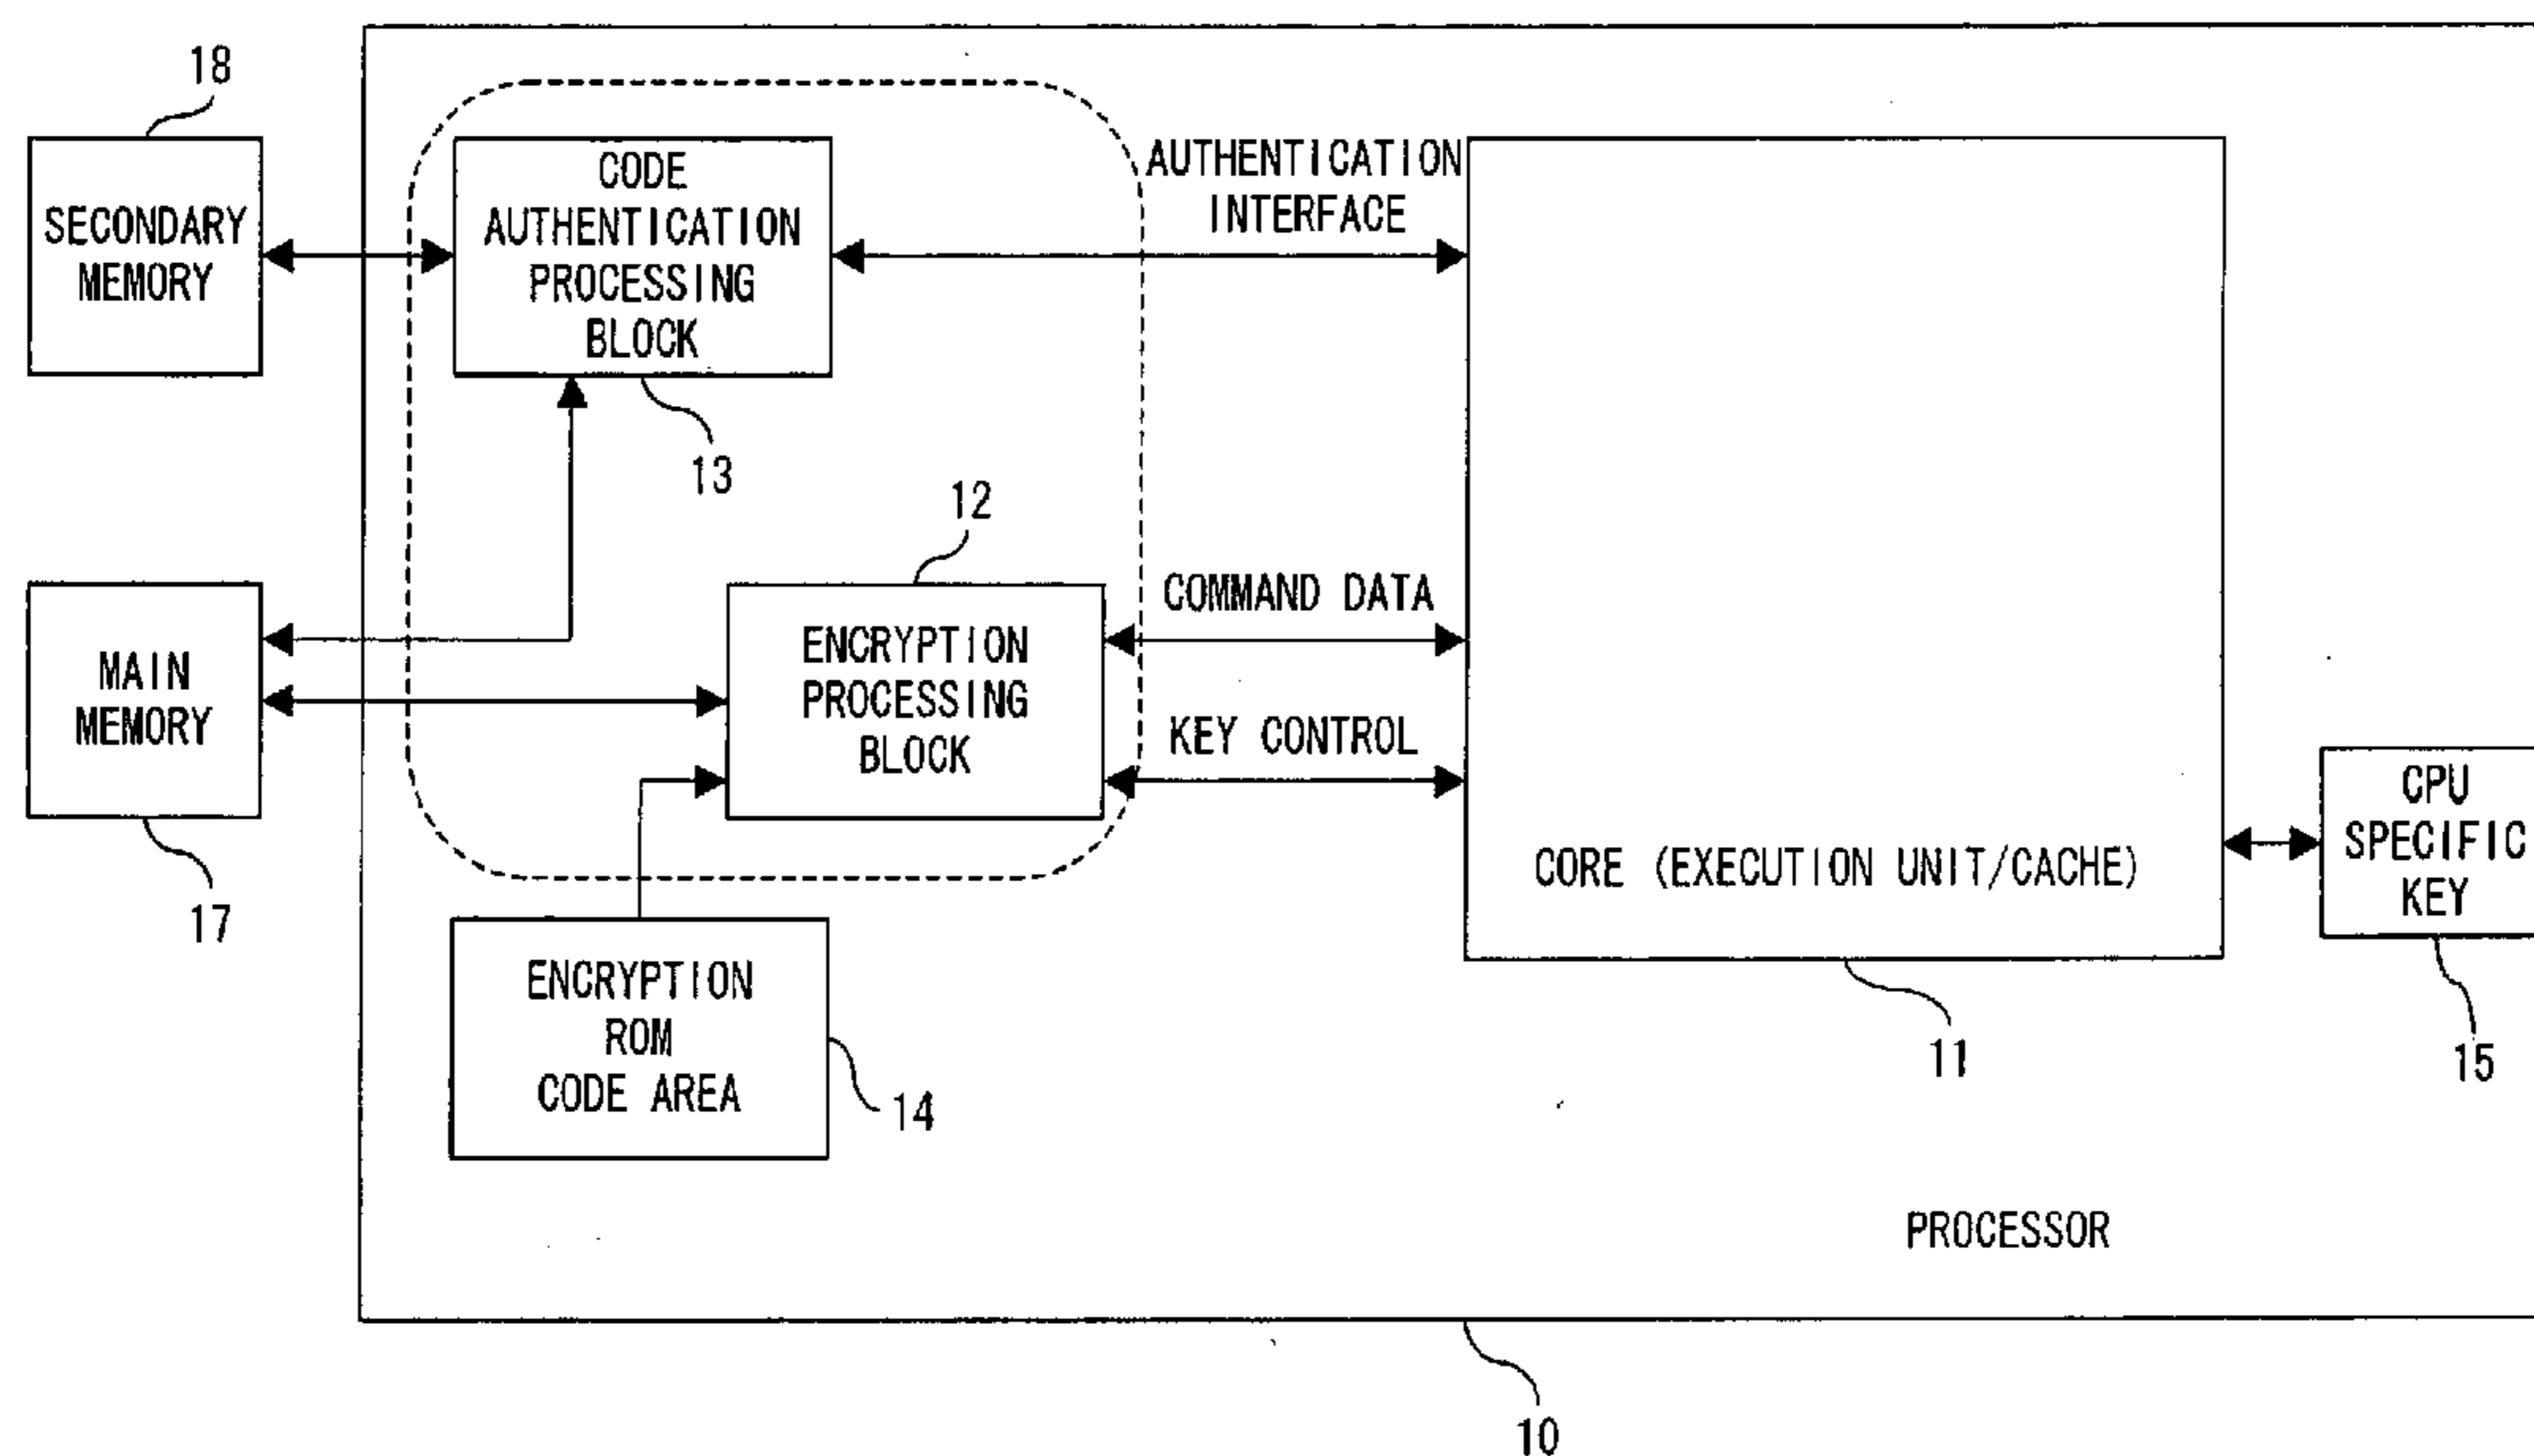 18
SECONDARY
MEMORY
CODE
AUTHENTICATION
PROCESSING
BLOCK
13
AUTHENTICATION
INTERFACE
12
MAIN
MEMORY
17
ENCRYPTION
PROCESSING
BLOCK
COMMAND DATA
KEY CONTROL
CORE (EXECUTION UNIT/CACHE)
11
CPU
SPECIFIC
KEY
15
ENCRYPTION
ROM
CODE AREA
14
PROCESSOR
10